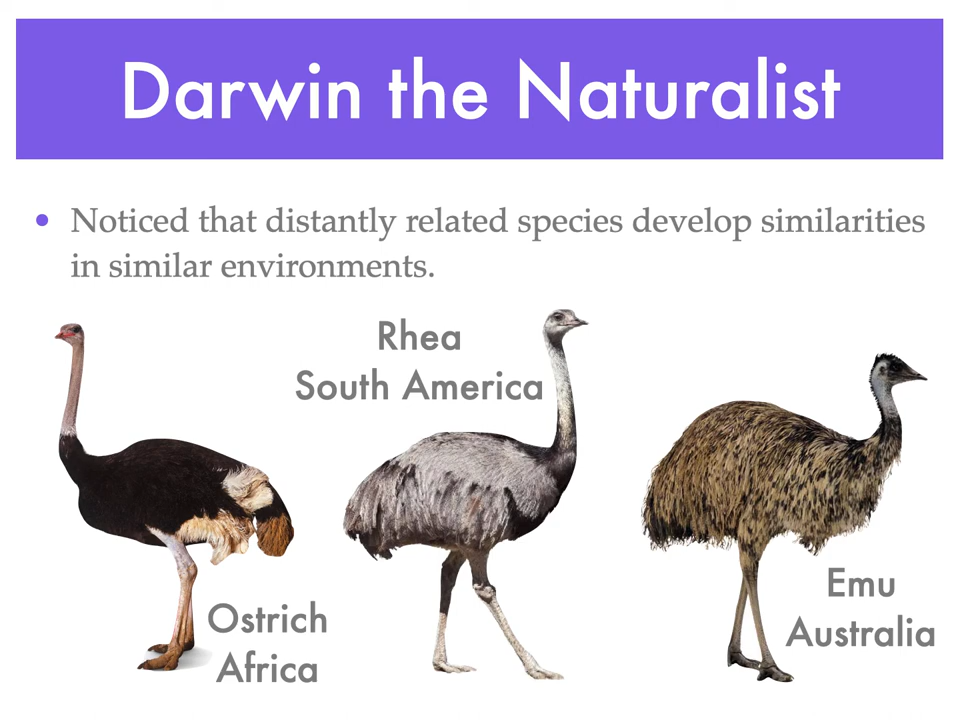 Darwin the Naturalist
• Noticed that distantly related species develop similarities
in similar environments.
Rhea
South America
Ostrich
Africa
Emu
Australia